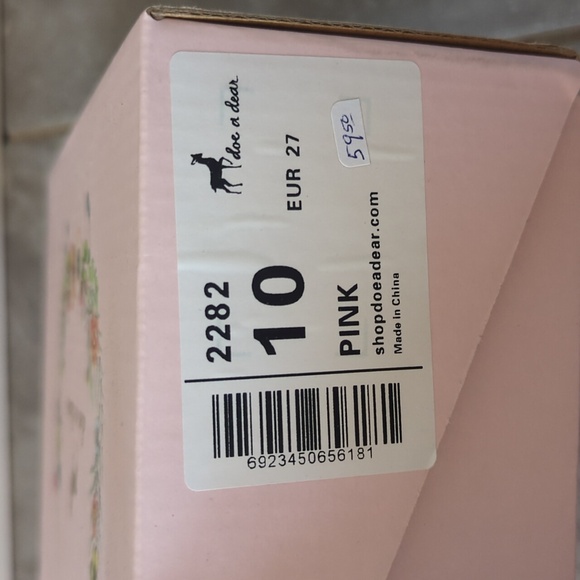 doe a dear
2282
10
EUR 27
59⁵⁰
PINK
shopdoeadear.com
Made In China
6923450656181